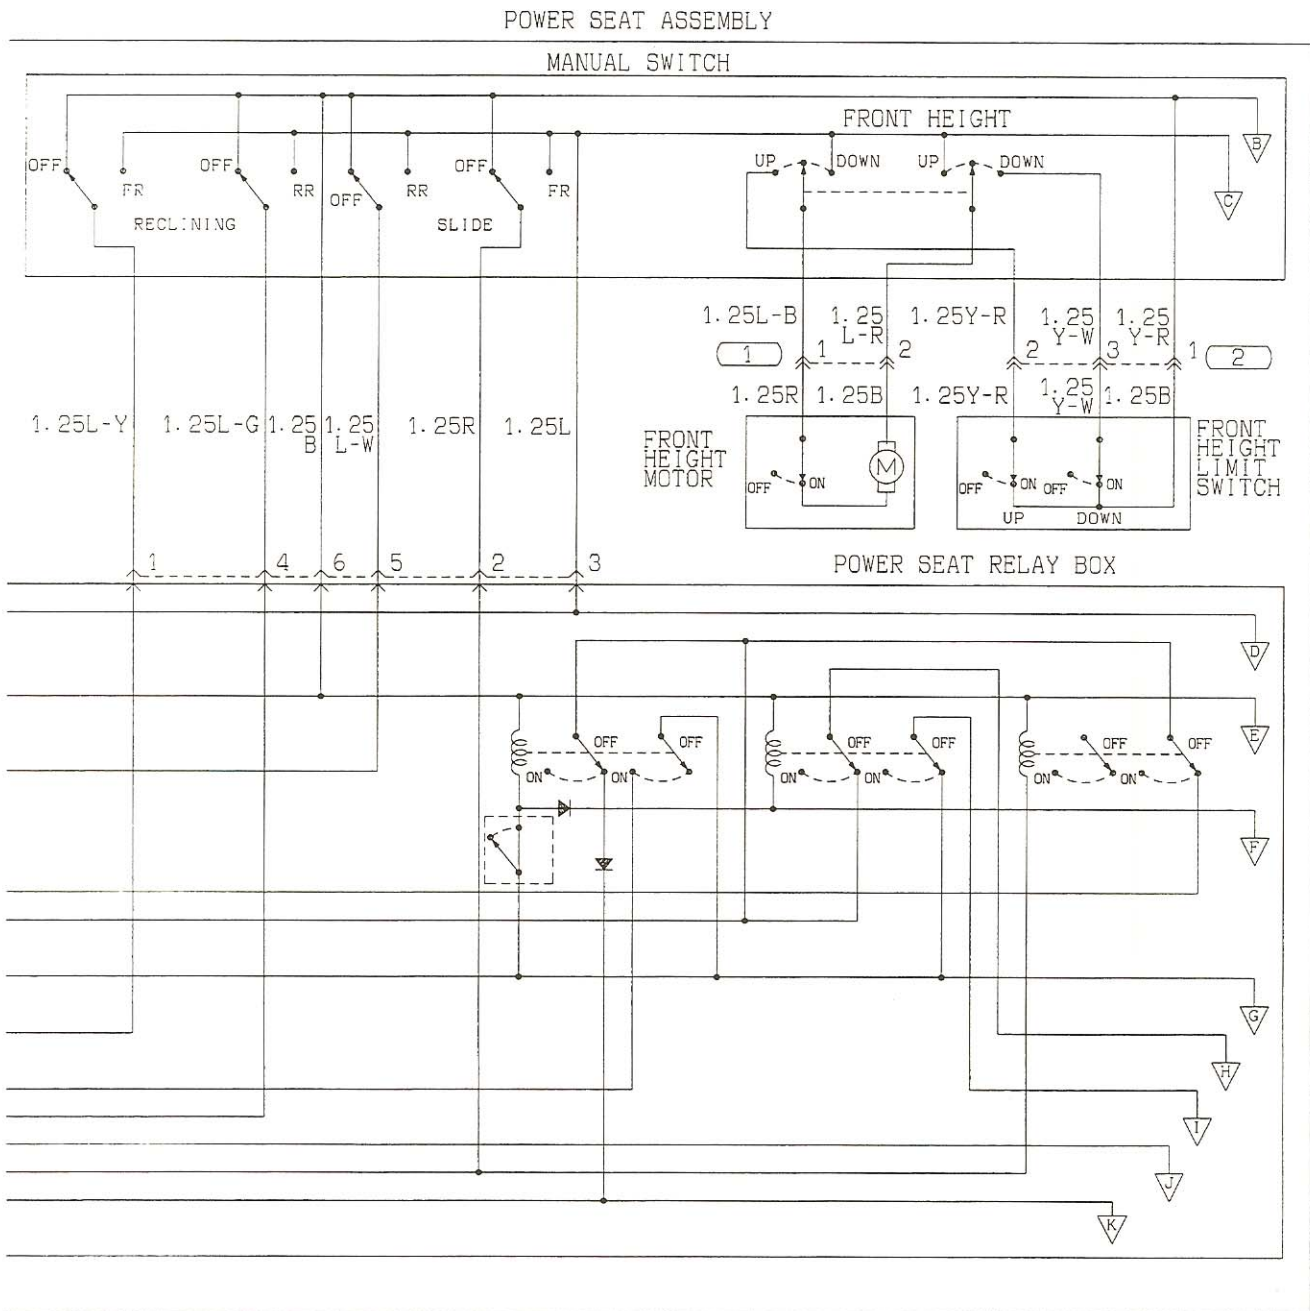 POWER SEAT ASSEMBLY
MANUAL SWITCH
FRONT HEIGHT
B
OFF
OFF
OFF
UP
DOWN
UP
DOWN
FR
RR
OFF
RR
FR
C
RECLINING
SLIDE
1.25L-B
1.25
L-R
1.25Y-R
1.25
Y-W
1.25
Y-R
1
1
2
2
3
1
2
1.25R
1.25B
1.25Y-R
1.25
Y-W
1.25B
1.25L-Y
1.25L-G
1.25
B
1.25
L-W
1.25R
1.25L
FRONT
HEIGHT
MOTOR
M
OFF
ON
OFF
ON
OFF
ON
UP
DOWN
FRONT
HEIGHT
LIMIT
SWITCH
1
4
6
5
2
3
POWER SEAT RELAY BOX
D
E
OFF
OFF
OFF
OFF
OFF
OFF
ON
ON
ON
ON
ON
ON
F
G
H
I
J
K